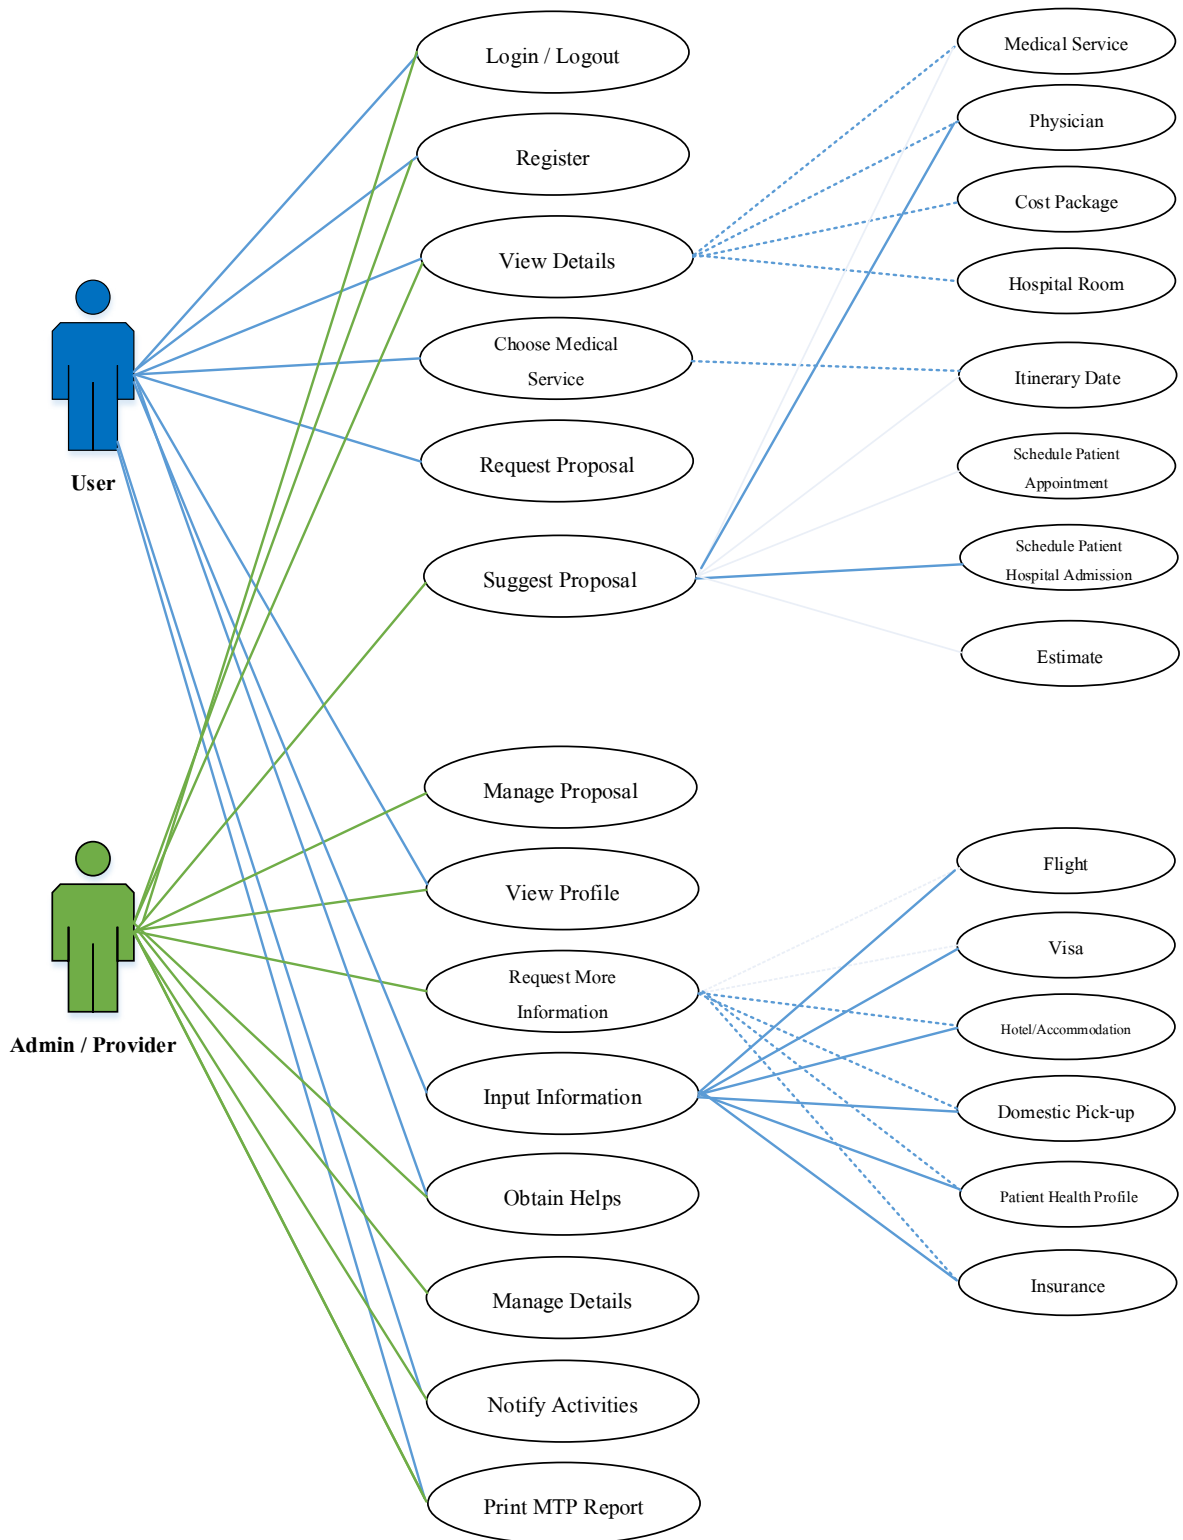 Login / Logout
Register
View Details
Choose Medical
Service
Request Proposal
Suggest Proposal
Manage Proposal
View Profile
Request More
Information
Input Information
Obtain Helps
Manage Details
Notify Activities
Print MTP Report
User
Admin / Provider
Medical Service
Physician
Cost Package
Hospital Room
Itinerary Date
Schedule Patient
Appointment
Schedule Patient
Hospital Admission
Estimate
Flight
Visa
Hotel/Accommodation
Domestic Pick-up
Patient Health Profile
Insurance